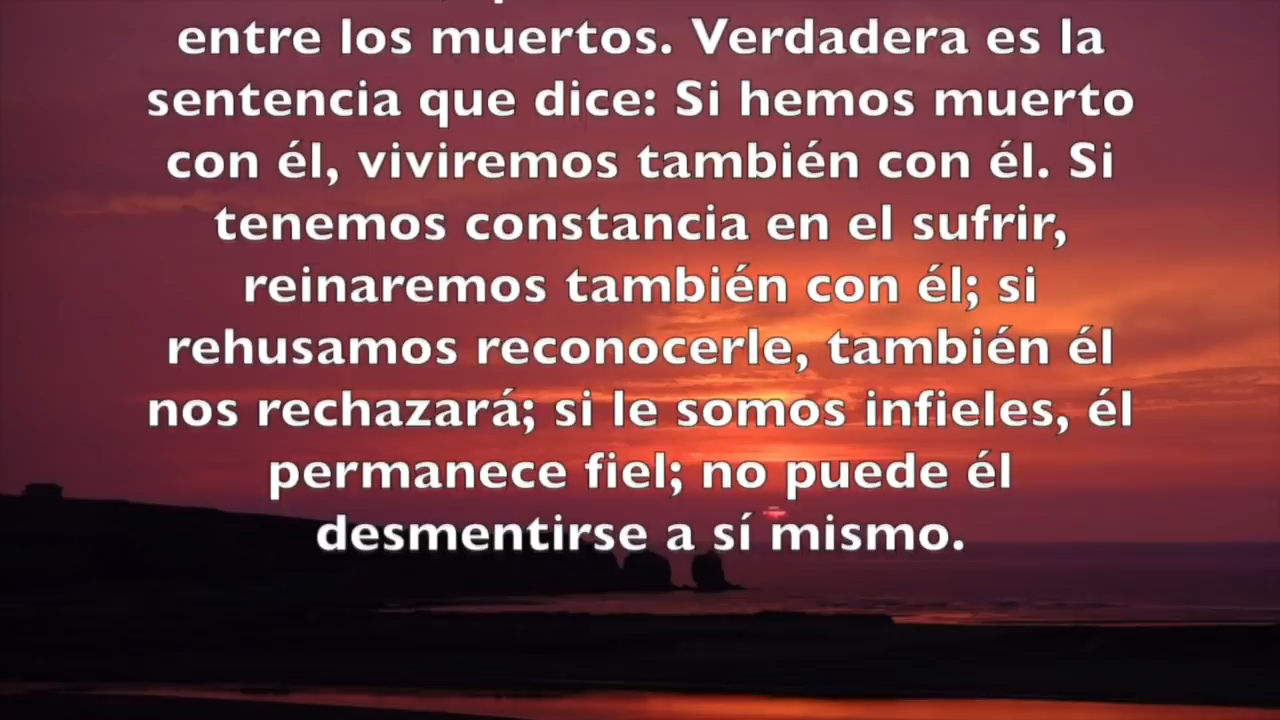 entre los muertos. Verdadera es la
sentencia que dice: Si hemos muerto
con él, viviremos también con él. Si
tenemos constancia en el sufrir,
reinaremos también con él; si
rehusamos reconocerle, también él
nos rechazará; si le somos infieles, él
permanece fiel; no puede él
desmentirse a sí mismo.